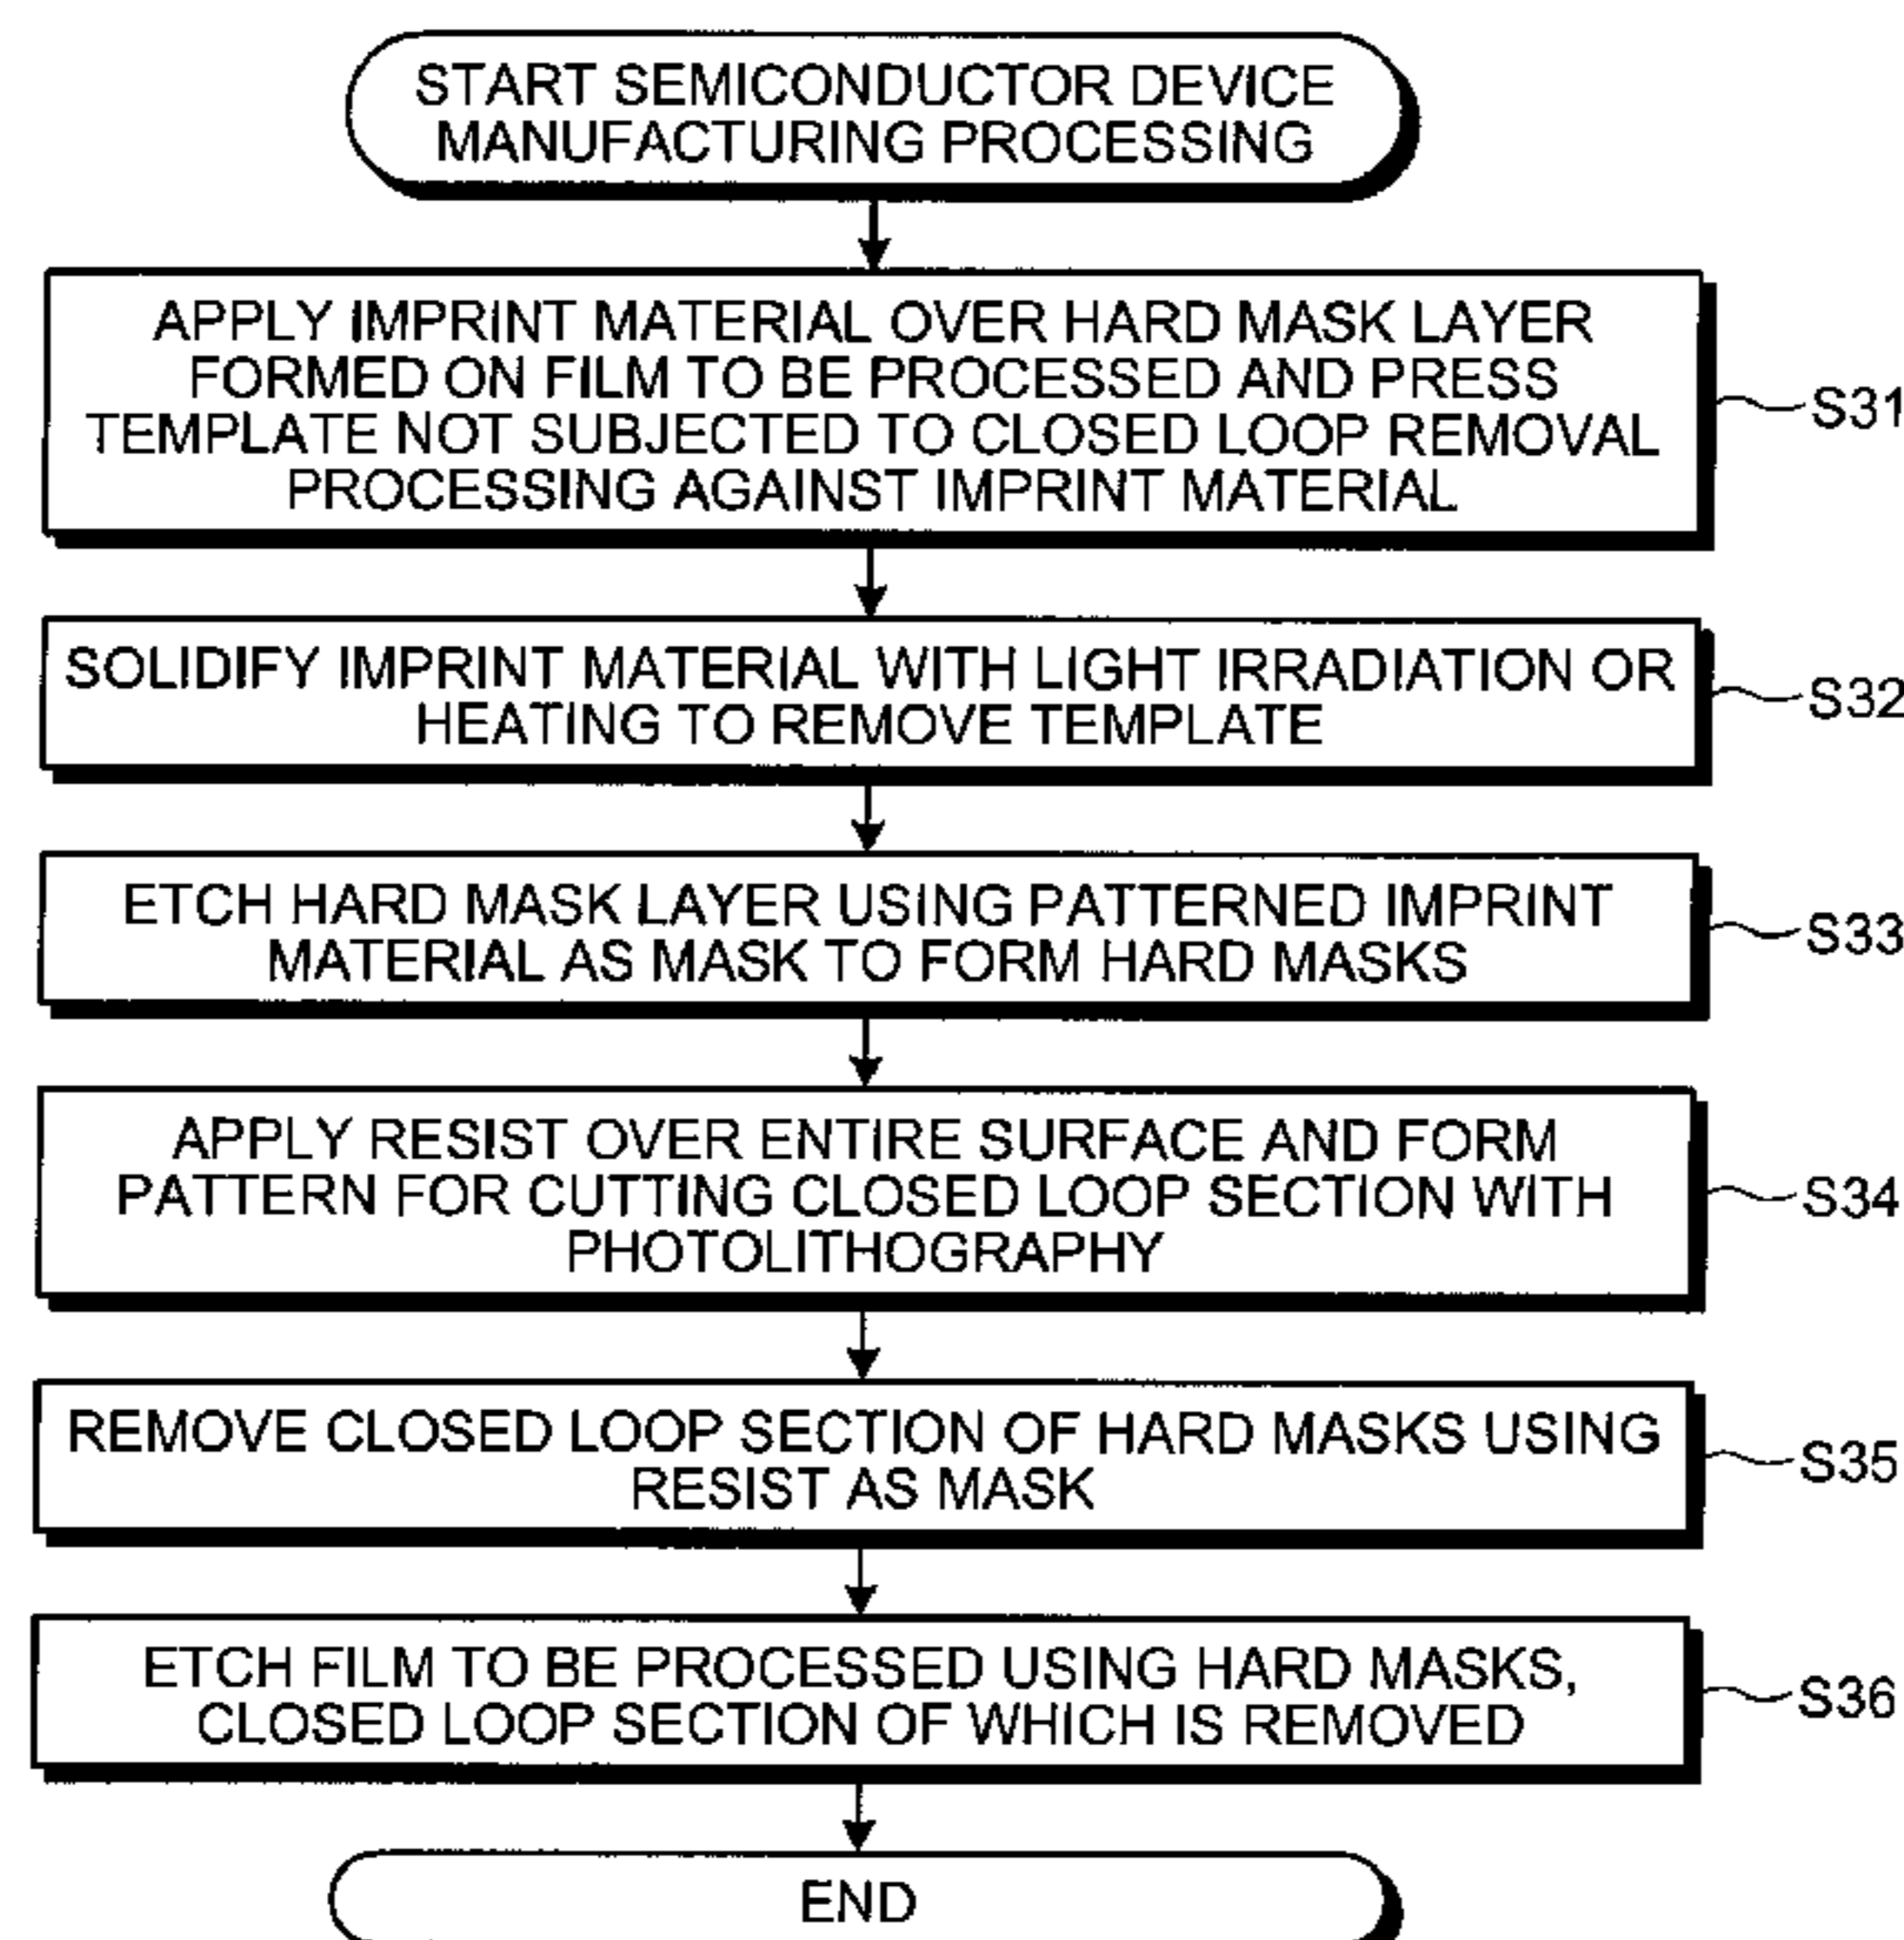 START SEMICONDUCTOR DEVICE
MANUFACTURING PROCESSING
APPLY IMPRINT MATERIAL OVER HARD MASK LAYER
FORMED ON FILM TO BE PROCESSED AND PRESS
TEMPLATE NOT SUBJECTED TO CLOSED LOOP REMOVAL
PROCESSING AGAINST IMPRINT MATERIAL
S31
SOLIDIFY IMPRINT MATERIAL WITH LIGHT IRRADIATION OR
HEATING TO REMOVE TEMPLATE
S32
ETCH HARD MASK LAYER USING PATTERNED IMPRINT
MATERIAL AS MASK TO FORM HARD MASKS
S33
APPLY RESIST OVER ENTIRE SURFACE AND FORM
PATTERN FOR CUTTING CLOSED LOOP SECTION WITH
PHOTOLITHOGRAPHY
S34
REMOVE CLOSED LOOP SECTION OF HARD MASKS USING
RESIST AS MASK
S35
ETCH FILM TO BE PROCESSED USING HARD MASKS,
CLOSED LOOP SECTION OF WHICH IS REMOVED
S36
END